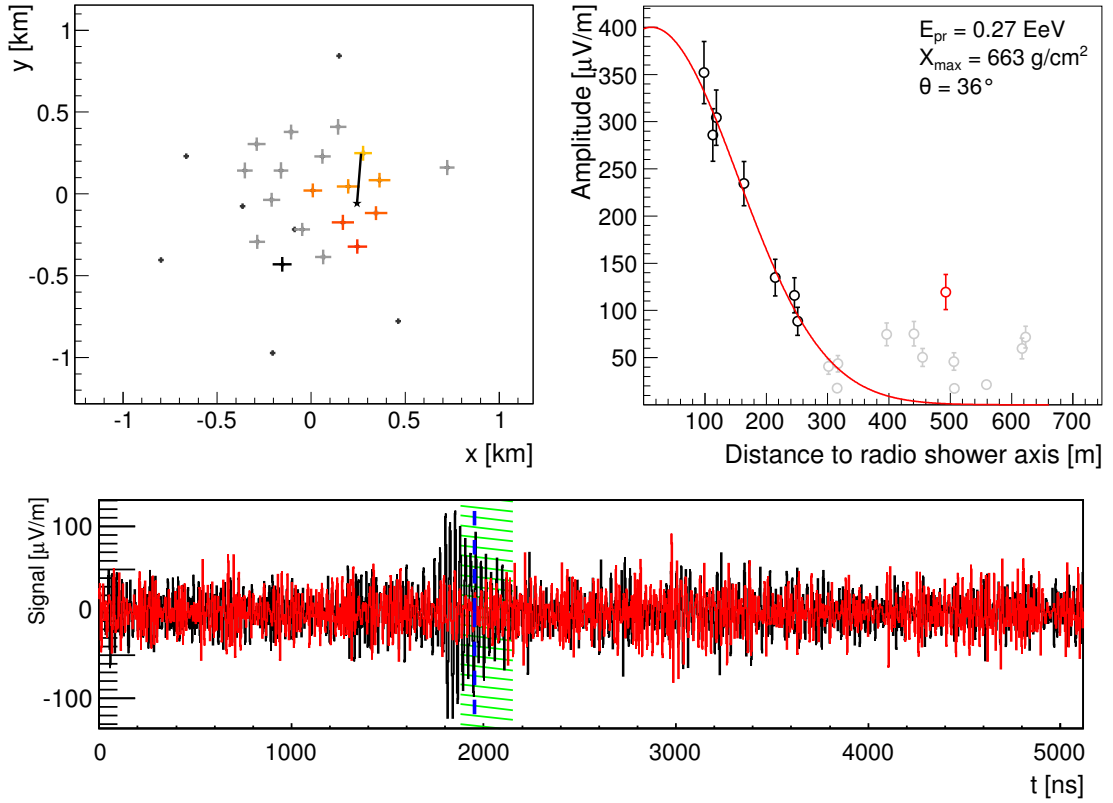 y [km]
1
0.5
0
-0.5
-1
-1
-0.5
0
0.5
1
x [km]
Amplitude [μV/m]
400
350
300
250
200
150
100
50
E_pr = 0.27 EeV
X_max = 663 g/cm²
θ = 36°
100 200 300 400 500 600 700
Distance to radio shower axis [m]
Signal [μV/m]
100
0
-100
0 1000 2000 3000 4000 5000
t [ns]